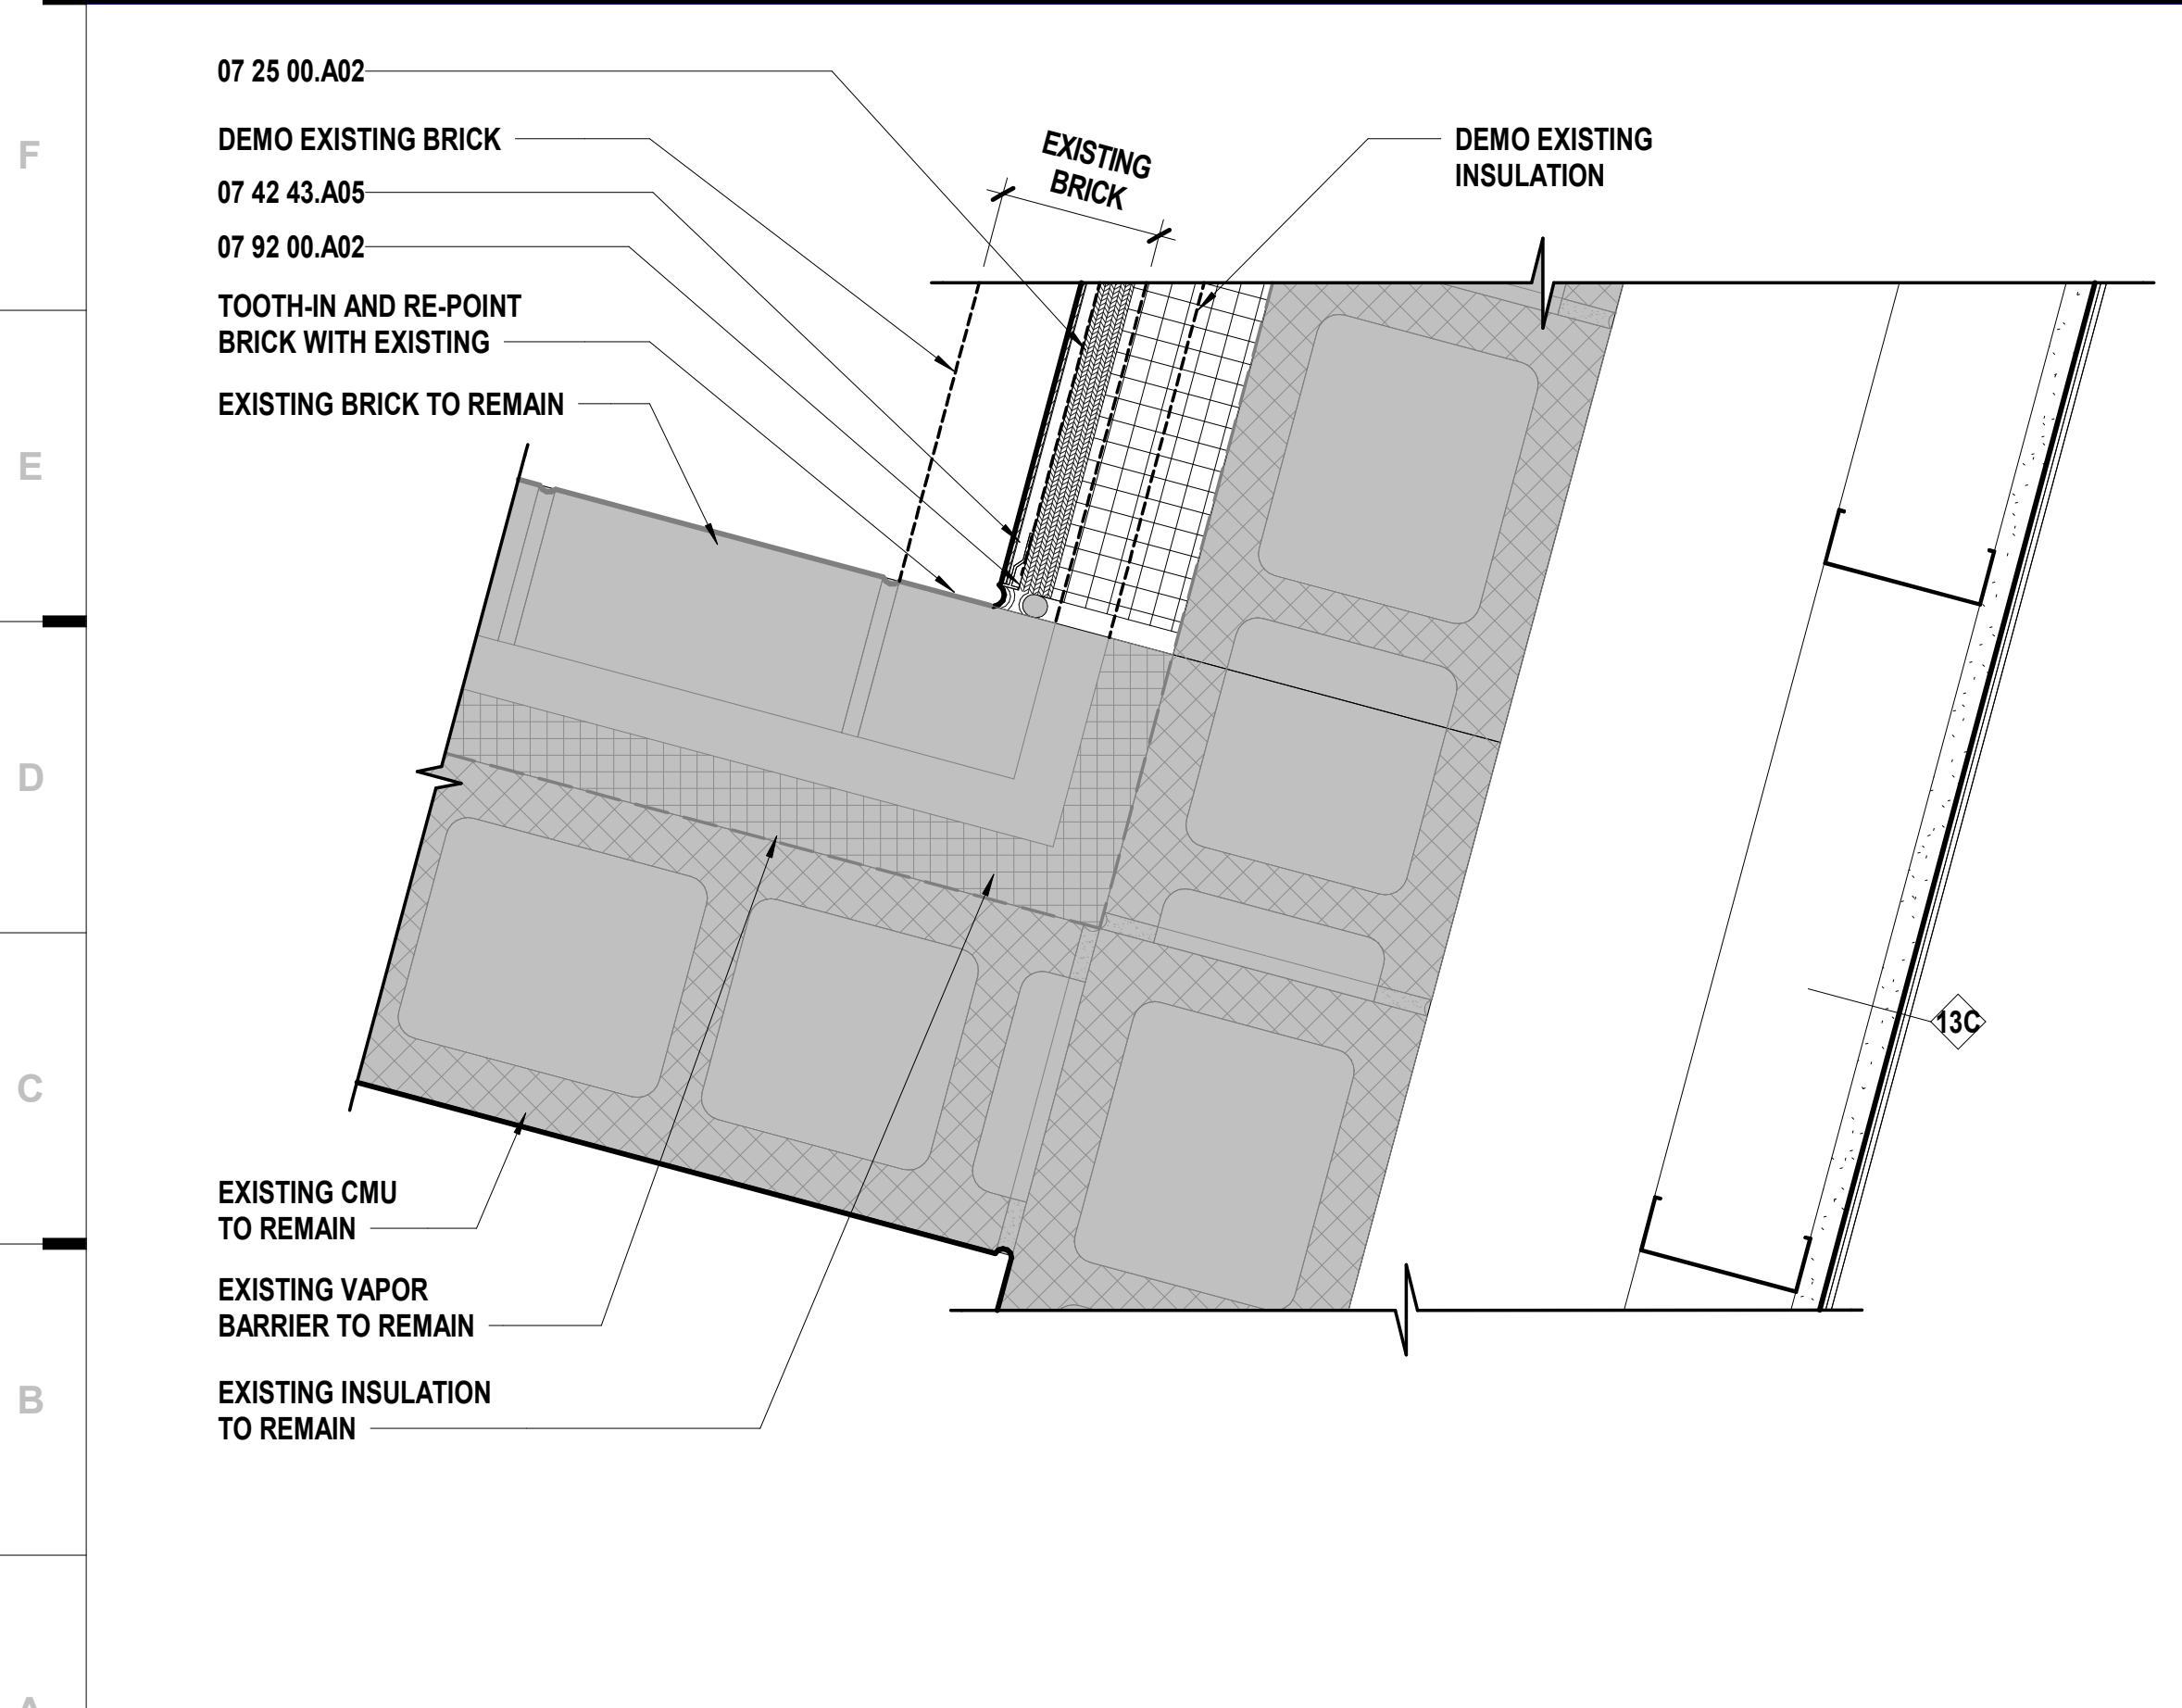 07 25 00.A02
DEMO EXISTING BRICK
07 42 43.A05
07 92 00.A02
TOOTH-IN AND RE-POINT
BRICK WITH EXISTING
EXISTING BRICK TO REMAIN
EXISTING
BRICK
DEMO EXISTING
INSULATION
13C
EXISTING CMU
TO REMAIN
EXISTING VAPOR
BARRIER TO REMAIN
EXISTING INSULATION
TO REMAIN
F
E
D
C
B
A